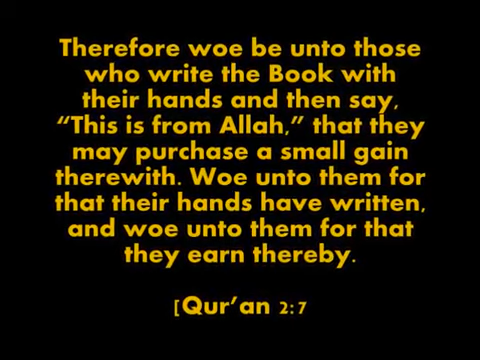 Therefore woe be unto those
who write the Book with
their hands and then say,
“This is from Allah,” that they
may purchase a small gain
therewith. Woe unto them for
that their hands have written,
and woe unto them for that
they earn thereby.
[Qur’an 2:7